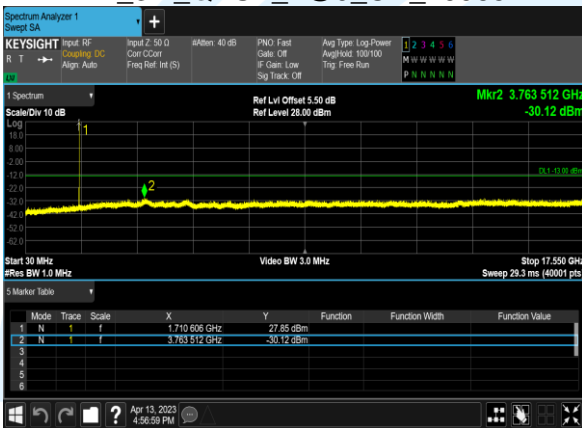 Spectrum Analyzer 1
Swept SA
+
KEYSIGHT
R T
LW
Input: RF
Coupling: DC
Align: Auto
Input Z: 50 Ω
Corr CCorr
Freq Ref: Int (S)
#Atten: 40 dB
PNO: Fast
Gate: Off
IF Gain: Low
Sig Track: Off
Avg Type: Log-Power
Avg|Hold: 100/100
Trig: Free Run
1 2 3 4 5 6
M W W W W W
P N N N N N
1 Spectrum
Scale/Div 10 dB
Ref Lvl Offset 5.50 dB
Ref Level 28.00 dBm
Mkr2 3.763 512 GHz
-30.12 dBm
Log
18.0
8.00
-2.00
-12.0
-22.0
-32.0
-42.0
-52.0
-62.0
1
2
DL1 -13.00 dBm
Start 30 MHz
#Res BW 1.0 MHz
Video BW 3.0 MHz
Stop 17.550 GHz
Sweep 29.3 ms (40001 pts
5 Marker Table
Mode Trace Scale X Y Function Function Width Function Value
1 N 1 f 1.710 606 GHz 27.85 dBm
2 N 1 f 3.763 512 GHz -30.12 dBm
3
4
5
6
?
Apr 13, 2023
4:56:59 PM